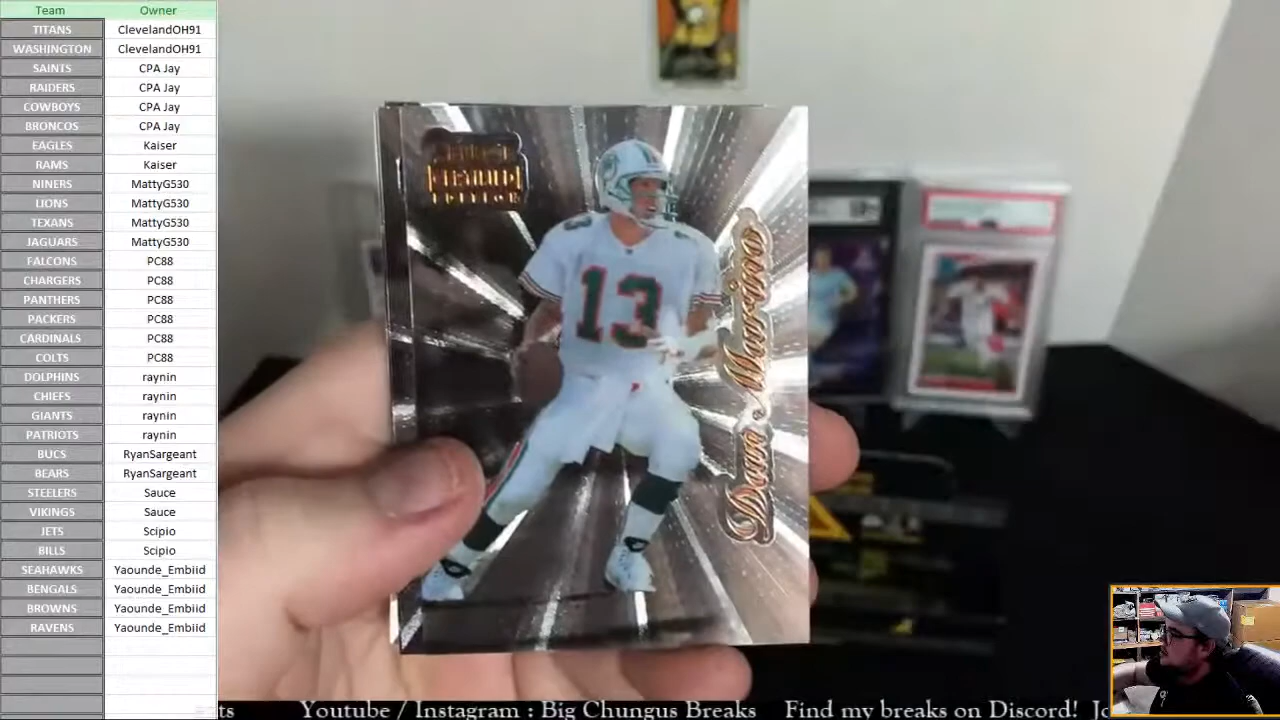 Team Owner
TITANS ClevelandOH91
WASHINGTON ClevelandOH91
SAINTS CPA Jay
RAIDERS CPA Jay
COWBOYS CPA Jay
BRONCOS CPA Jay
EAGLES Kaiser
RAMS Kaiser
NINERS MattyG530
LIONS MattyG530
TEXANS MattyG530
JAGUARS MattyG530
FALCONS PC88
CHARGERS PC88
PANTHERS PC88
PACKERS PC88
CARDINALS PC88
COLTS PC88
DOLPHINS raynin
CHIEFS raynin
GIANTS raynin
PATRIOTS raynin
BUCS RyanSargeant
BEARS RyanSargeant
STEELERS Sauce
VIKINGS Sauce
JETS Scipio
BILLS Scipio
SEAHAWKS Yaounde_Embiid
BENGALS Yaounde_Embiid
BROWNS Yaounde_Embiid
RAVENS Yaounde_Embiid
CERTIFIED
EDITION
13
Dan Marino
Youtube / Instagram : Big Chungus Breaks Find my breaks on Discord!